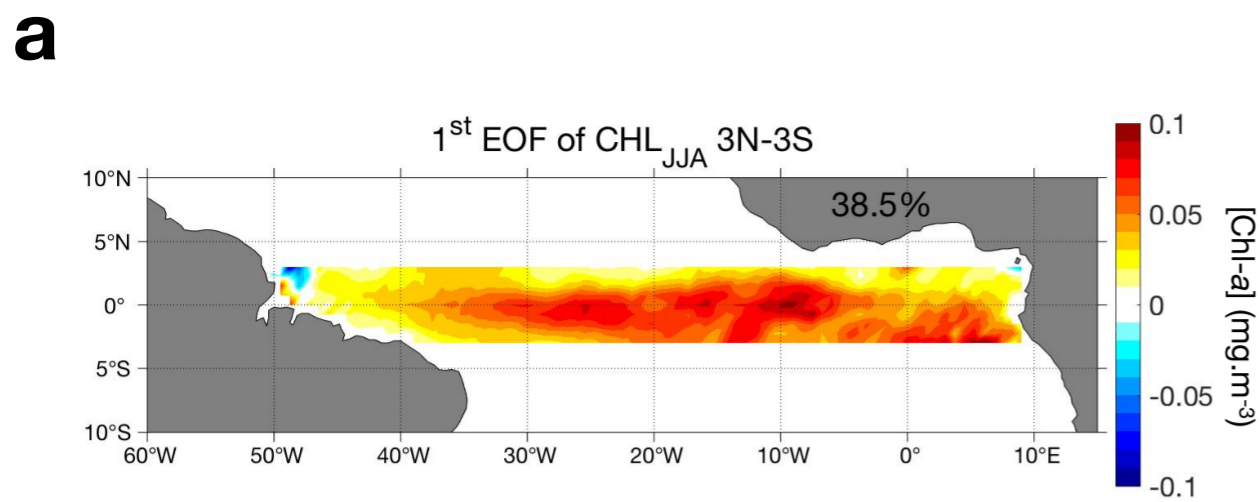 a
1st EOF of CHLJJA 3N-3S
38.5%
10°N
5°N
0°
5°S
10°S
60°W 50°W 40°W 30°W 20°W 10°W 0° 10°E
0.1
0.05
0
-0.05
-0.1
[Chl-a] (mg.m-3)